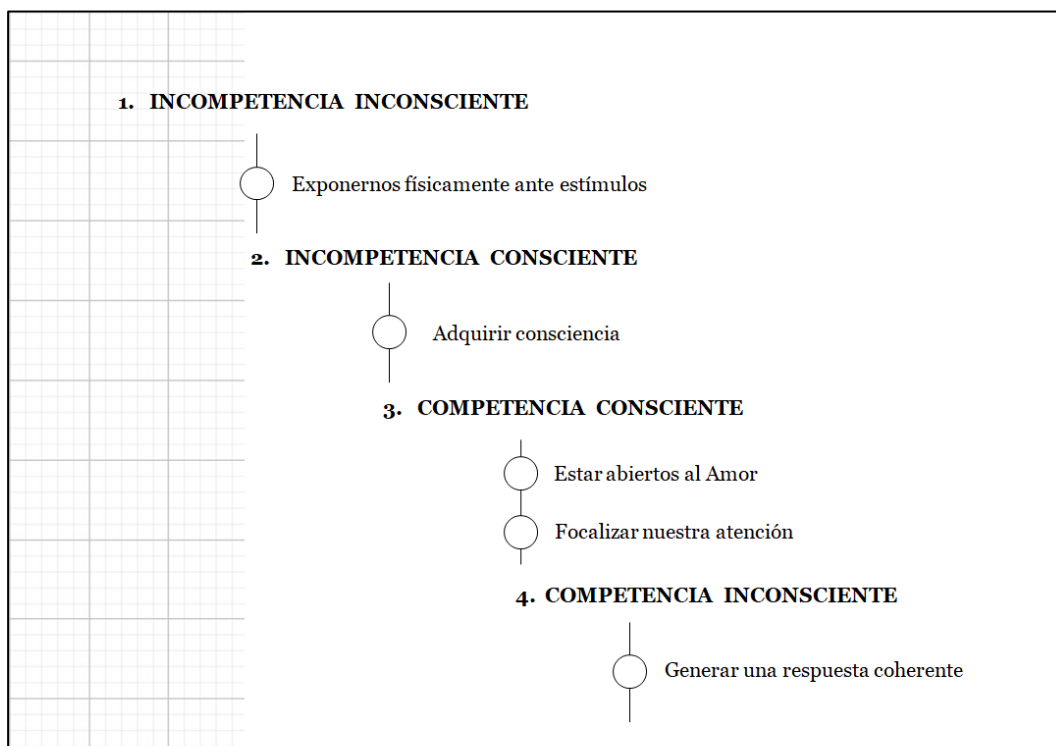 1. INCOMPETENCIA INCONSCIENTE
Exponernos físicamente ante estímulos
2. INCOMPETENCIA CONSCIENTE
Adquirir consciencia
3. COMPETENCIA CONSCIENTE
Estar abiertos al Amor
Focalizar nuestra atención
4. COMPETENCIA INCONSCIENTE
Generar una respuesta coherente